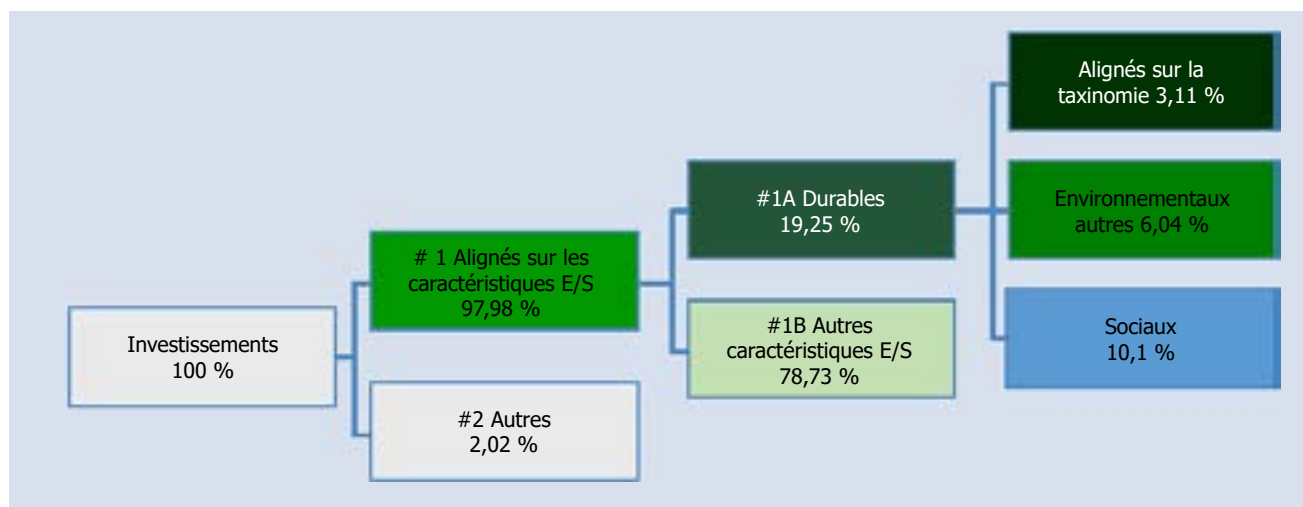 Investissements
100 %
# 1 Alignés sur les
caractéristiques E/S
97,98 %
#2 Autres
2,02 %
#1A Durables
19,25 %
#1B Autres
caractéristiques E/S
78,73 %
Alignés sur la
taxinomie 3,11 %
Environnementaux
autres 6,04 %
Sociaux
10,1 %